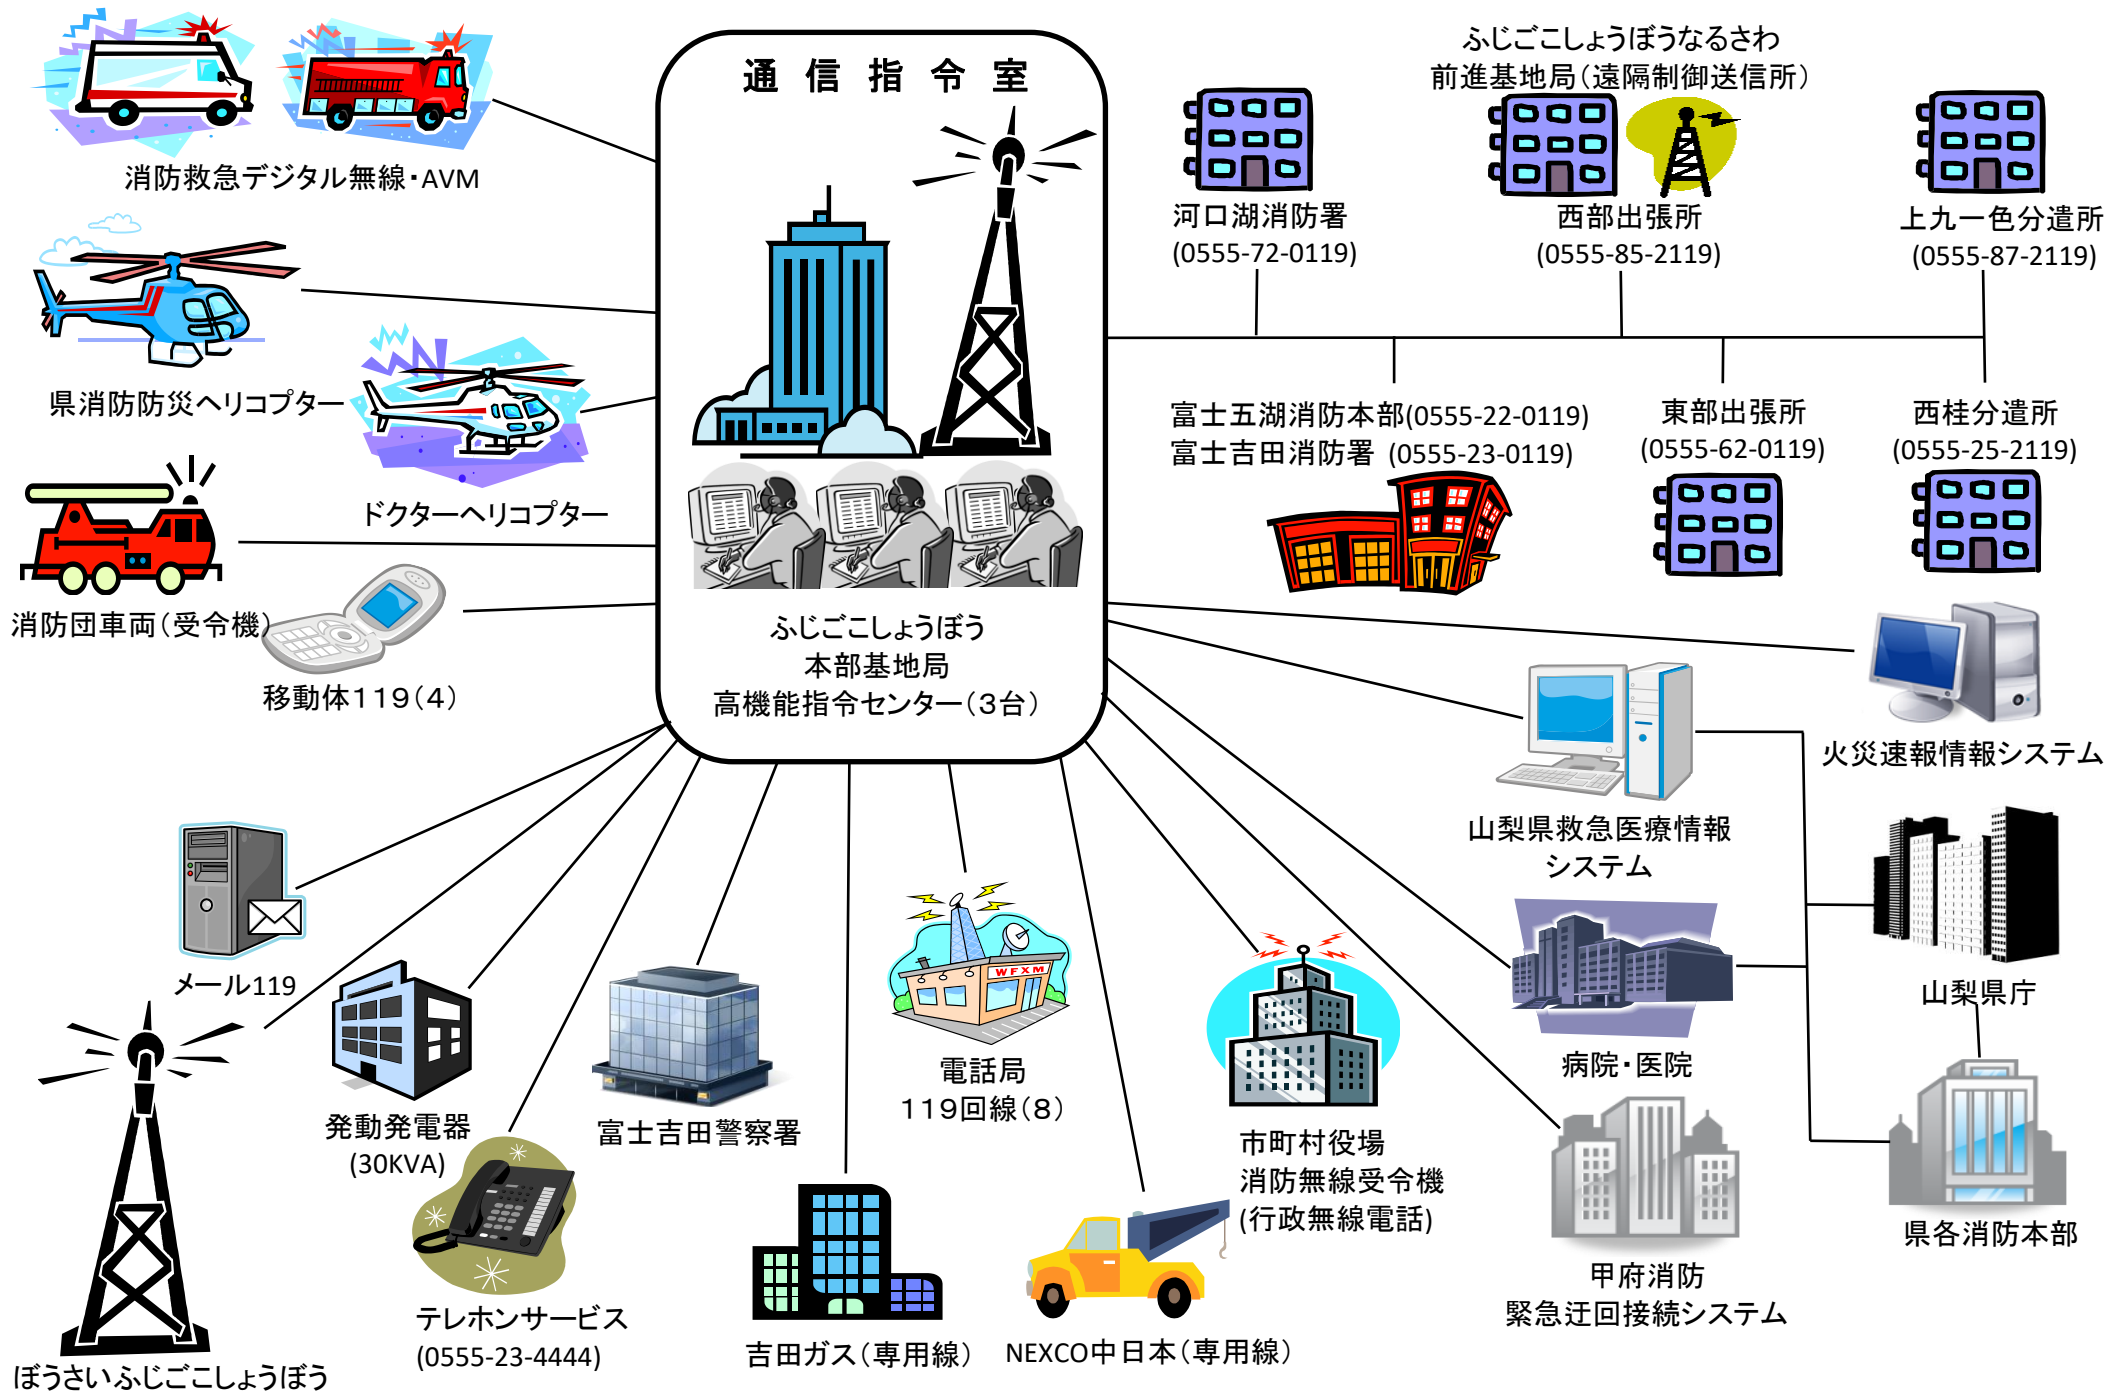 通信指令室
消防救急デジタル無線・AVM
県消防防災ヘリコプター
ドクターヘリコプター
消防団車両(受令機)
移動体119(4)
ふじごこしょうぼう
本部基地局
高機能指令センター(3台)
ふじごこしょうぼうなるさわ
前進基地局(遠隔制御送信所)
河口湖消防署
(0555-72-0119)
西部出張所
(0555-85-2119)
上九一色分遣所
(0555-87-2119)
富士五湖消防本部(0555-22-0119)
富士吉田消防署 (0555-23-0119)
東部出張所
(0555-62-0119)
西桂分遣所
(0555-25-2119)
火災速報情報システム
山梨県救急医療情報
システム
山梨県庁
病院・医院
県各消防本部
甲府消防
緊急迂回接続システム
メール119
ぼうさいふじごこしょうぼう
発動発電器
(30KVA)
テレホンサービス
(0555-23-4444)
富士吉田警察署
吉田ガス(専用線)
WFXM
電話局
119回線(8)
NEXCO中日本(専用線)
市町村役場
消防無線受令機
(行政無線電話)